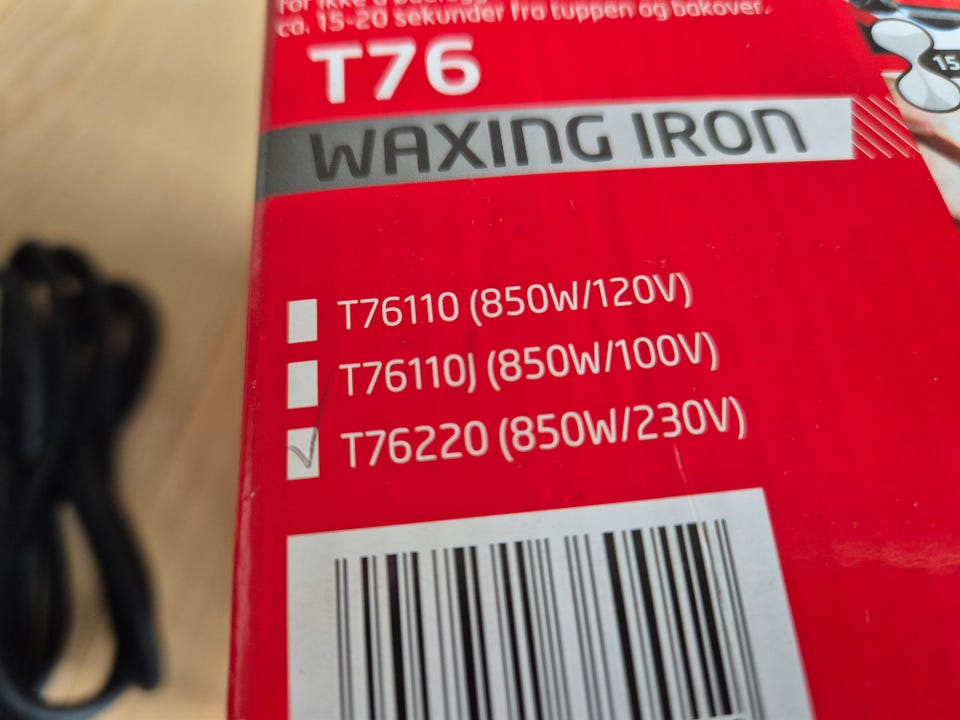 ca. 15-20 sekunder fra tuppen og bakover.
T76
WAXING IRON
15
T76110 (850W/120V)
T76110J (850W/100V)
T76220 (850W/230V)